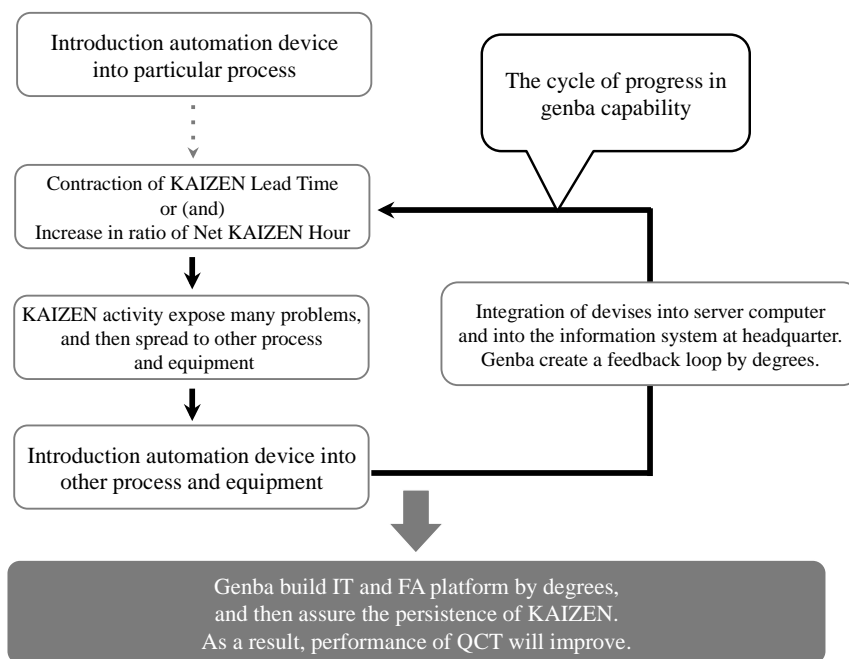 Introduction automation device
into particular process
The cycle of progress in
genba capability
Contraction of KAIZEN Lead Time
or (and)
Increase in ratio of Net KAIZEN Hour
KAIZEN activity expose many problems,
and then spread to other process
and equipment
Integration of devises into server computer
and into the information system at headquarter.
Genba create a feedback loop by degrees.
Introduction automation device into
other process and equipment
Genba build IT and FA platform by degrees,
and then assure the persistence of KAIZEN.
As a result, performance of QCT will improve.